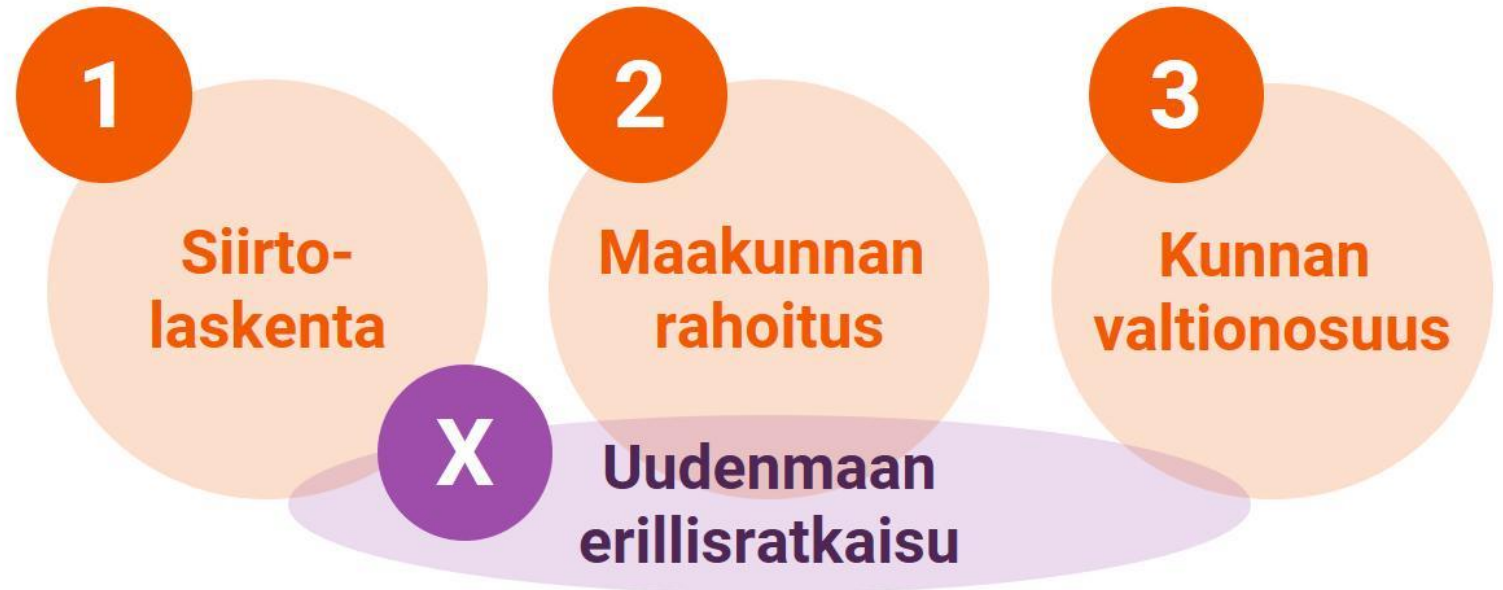 1
Siirto-
laskenta
2
Maakunnan
rahoitus
3
Kunnan
valtionosuus
X
Uudenmaan
erillisratkaisu